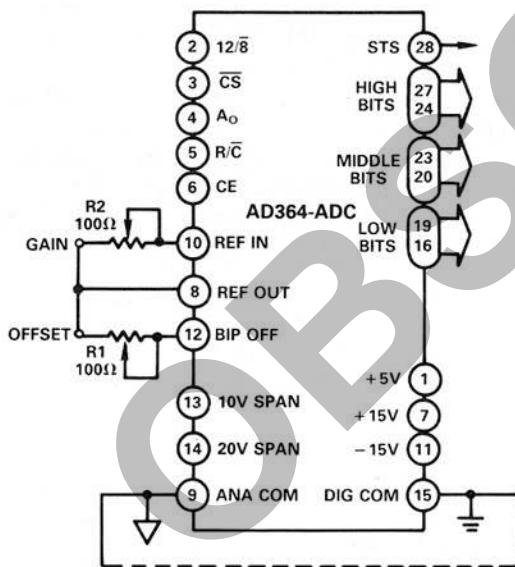 2 12/8̅
3 C̅S̅
4 A₀
5 R/C̅
6 CE
R2
100Ω
GAIN
10 REF IN
8 REF OUT
OFFSET
12 BIP OFF
R1
100Ω
13 10V SPAN
14 20V SPAN
9 ANA COM
AD364-ADC
STS 28
HIGH
BITS
27
24
MIDDLE
BITS
23
20
LOW
BITS
19
16
+5V 1
+15V 7
−15V 11
DIG COM 15
OBS